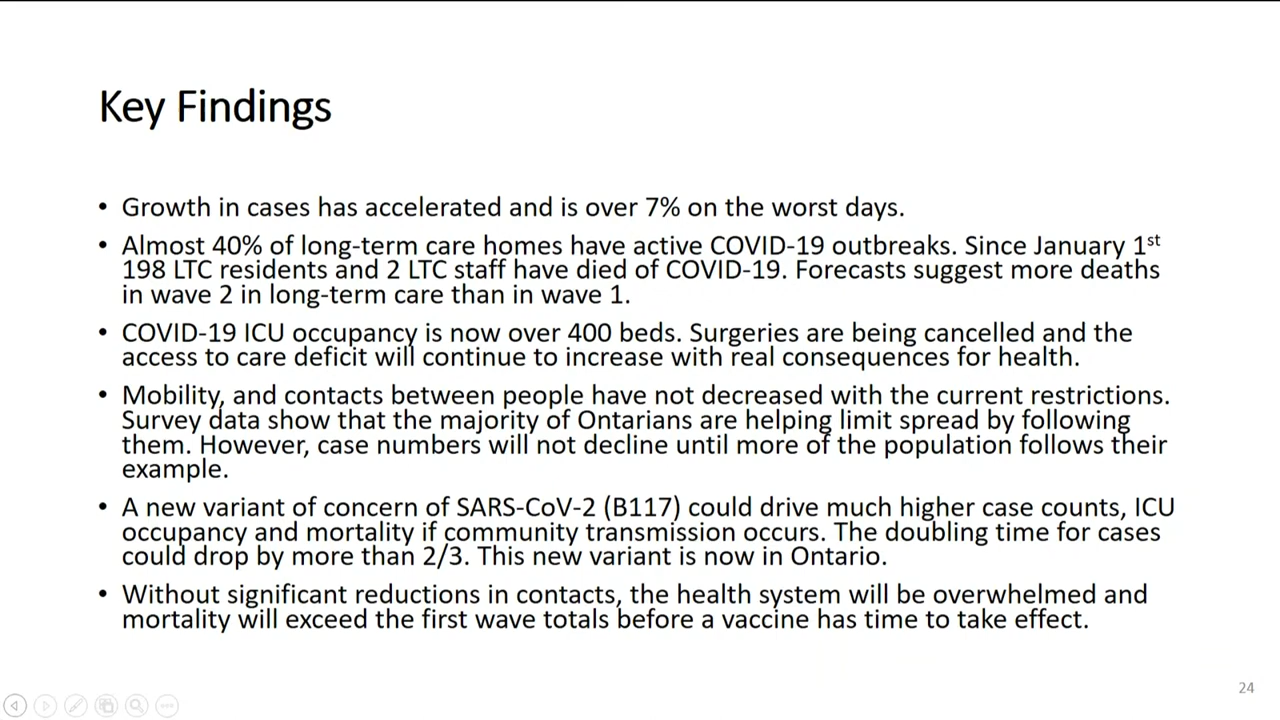 Key Findings
• Growth in cases has accelerated and is over 7% on the worst days.
• Almost 40% of long-term care homes have active COVID-19 outbreaks. Since January 1st
198 LTC residents and 2 LTC staff have died of COVID-19. Forecasts suggest more deaths
in wave 2 in long-term care than in wave 1.
• COVID-19 ICU occupancy is now over 400 beds. Surgeries are being cancelled and the
access to care deficit will continue to increase with real consequences for health.
• Mobility, and contacts between people have not decreased with the current restrictions.
Survey data show that the majority of Ontarians are helping limit spread by following
them. However, case numbers will not decline until more of the population follows their
example.
• A new variant of concern of SARS-CoV-2 (B117) could drive much higher case counts, ICU
occupancy and mortality if community transmission occurs. The doubling time for cases
could drop by more than 2/3. This new variant is now in Ontario.
• Without significant reductions in contacts, the health system will be overwhelmed and
mortality will exceed the first wave totals before a vaccine has time to take effect.
24